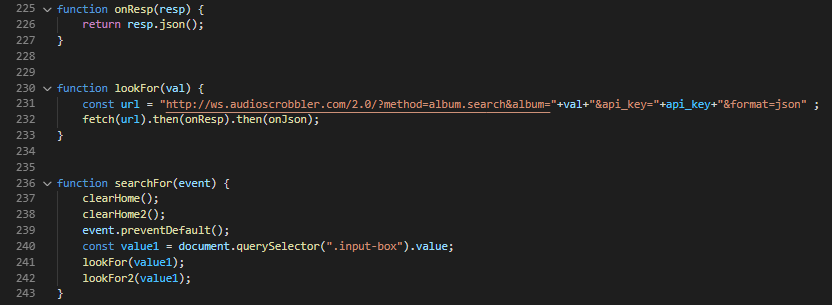 225 function onResp(resp) {
226 return resp.json();
227 }
228
229
230 function lookFor(val) {
231 const url = "http://ws.audioscrobbler.com/2.0/?method=album.search&album="+val+"&api_key="+api_key+"&format=json" ;
232 fetch(url).then(onResp).then(onJson);
233 }
234
235
236 function searchFor(event) {
237 clearHome();
238 clearHome2();
239 event.preventDefault();
240 const value1 = document.querySelector(".input-box").value;
241 lookFor(value1);
242 lookFor2(value1);
243 }